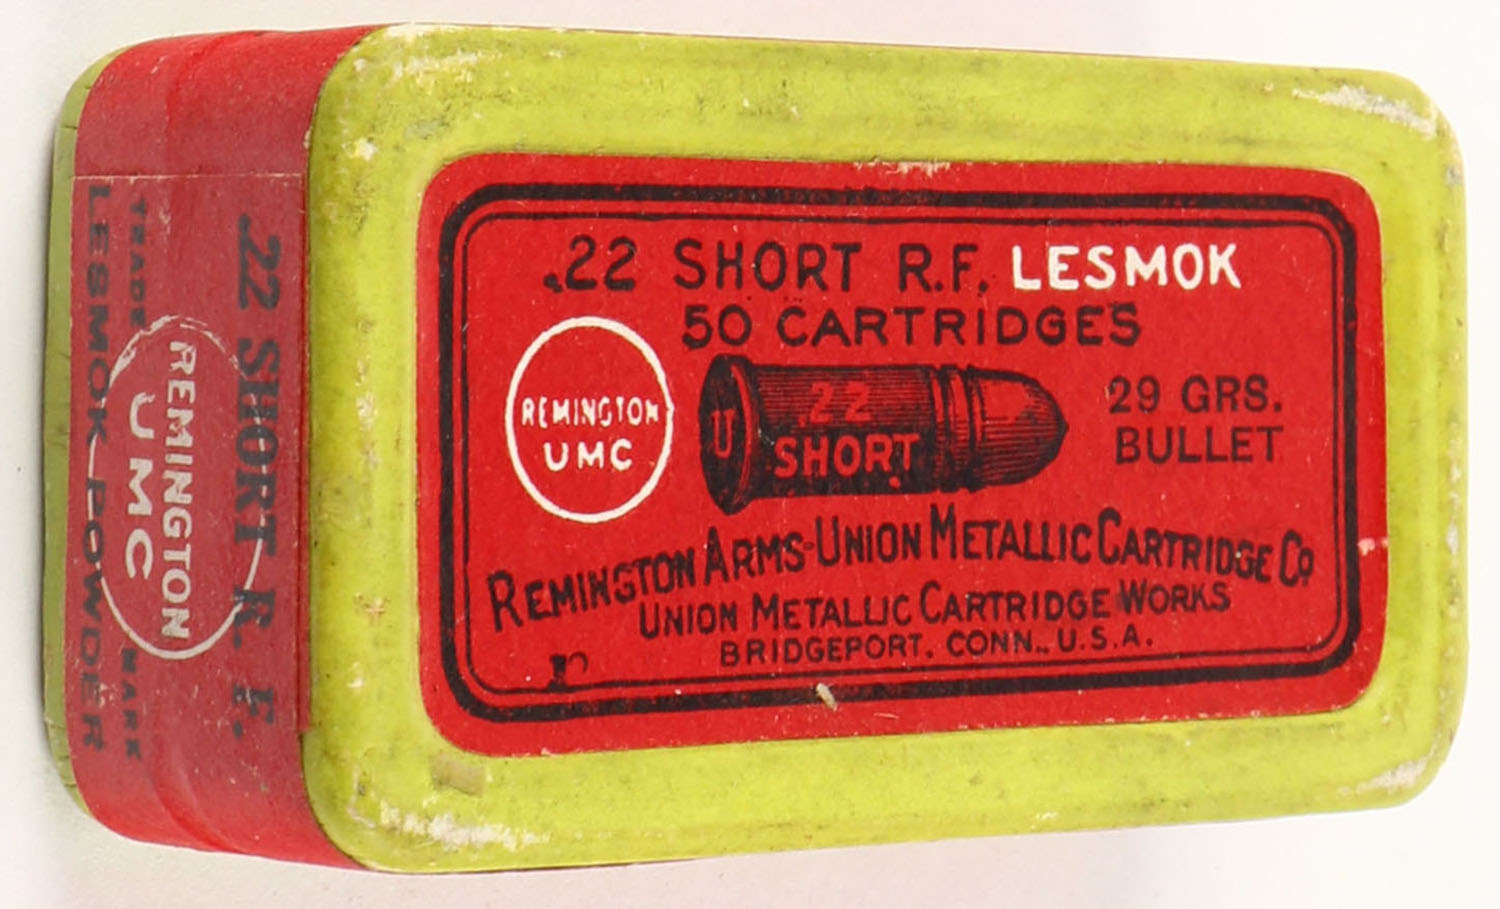 .22 SHORT R.F. LESMOK
50 CARTRIDGES
REMINGTON
UMC
U
22
SHORT
29 GRS.
BULLET
REMINGTON ARMS-UNION METALLIC CARTRIDGE Co
UNION METALLIC CARTRIDGE WORKS
BRIDGEPORT, CONN., U.S.A.
.22 SHORT R. F.
REMINGTON
UMC
TRADE MARK
LESMOK POWDER